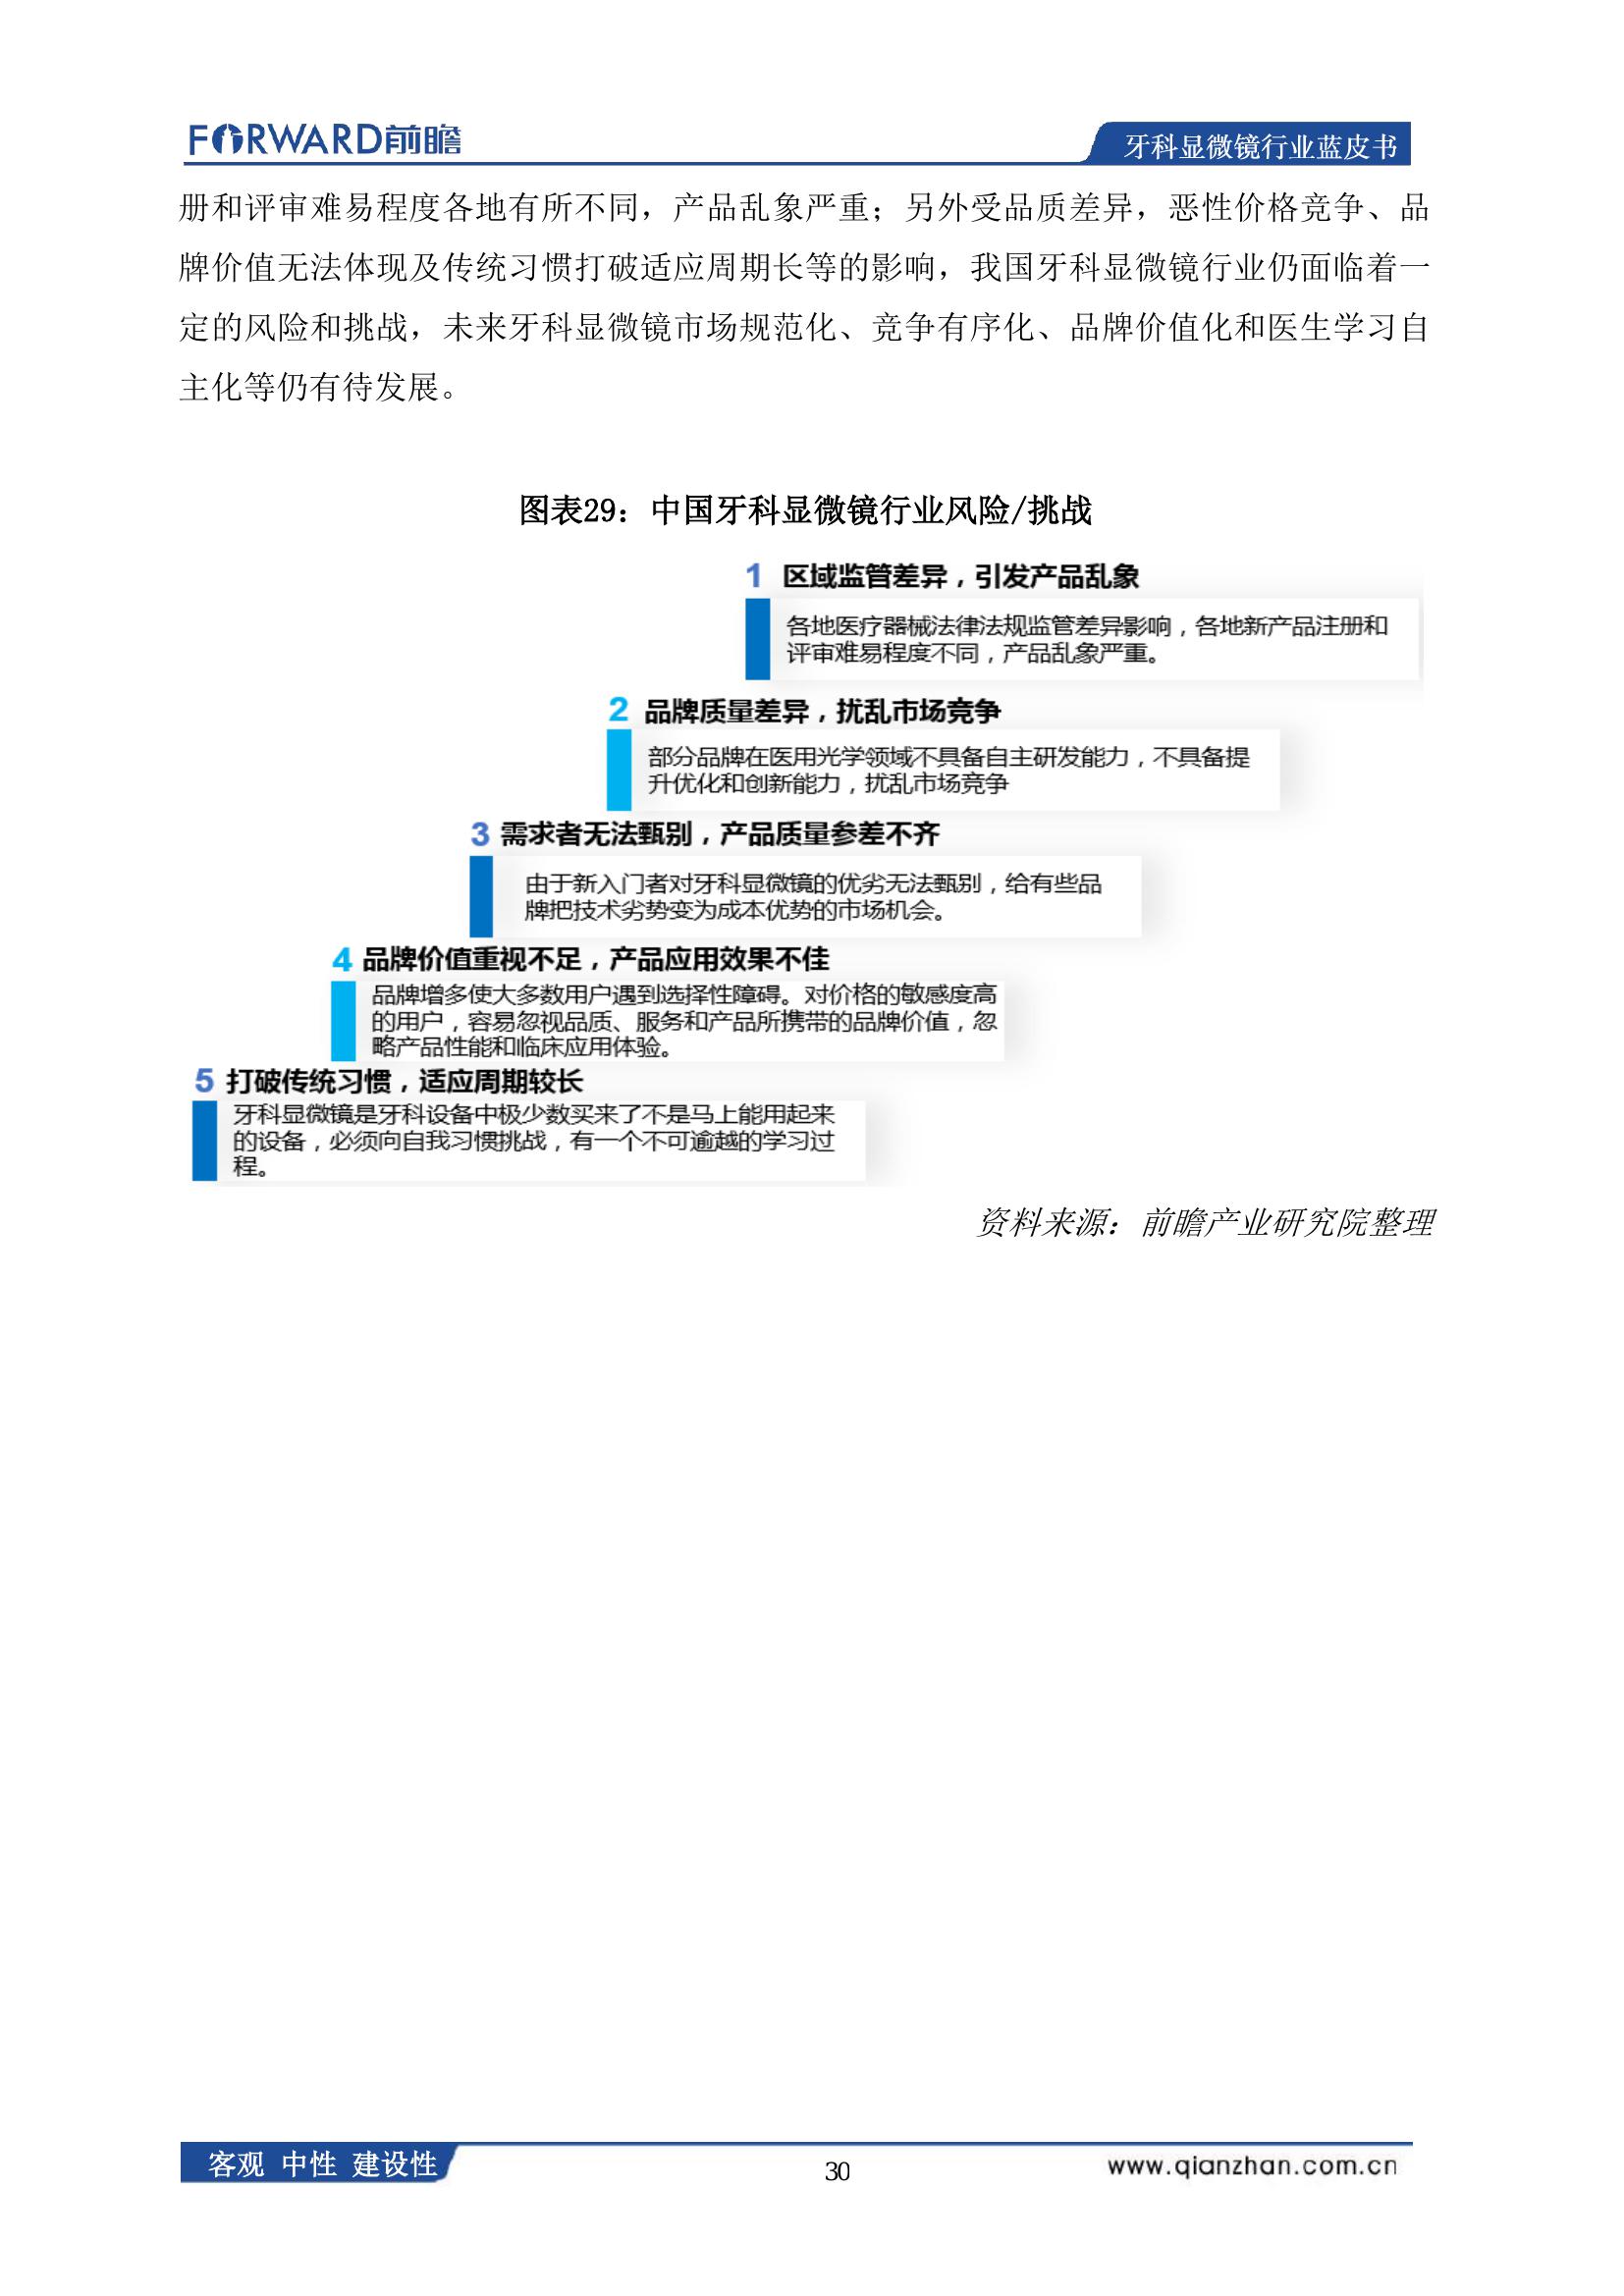 FORWARD前瞻
牙科显微镜行业蓝皮书
册和评审难易程度各地有所不同，产品乱象严重；另外受品质差异，恶性价格竞争、品
牌价值无法体现及传统习惯打破适应周期长等的影响，我国牙科显微镜行业仍面临着一
定的风险和挑战，未来牙科显微镜市场规范化、竞争有序化、品牌价值化和医生学习自
主化等仍有待发展。
图表29：中国牙科显微镜行业风险/挑战
1 区域监管差异，引发产品乱象
各地医疗器械法律法规监管差异影响，各地新产品注册和
评审难易程度不同，产品乱象严重。
2 品牌质量差异，扰乱市场竞争
部分品牌在医用光学领域不具备自主研发能力，不具备提
升优化和创新能力，扰乱市场竞争
3 需求者无法甄别，产品质量参差不齐
由于新入门者对牙科显微镜的优劣无法甄别，给有些品
牌把技术劣势变为成本优势的市场机会。
4 品牌价值重视不足，产品应用效果不佳
品牌增多使大多数用户遇到选择性障碍。对价格的敏感度高
的用户，容易忽视品质、服务和产品所携带的品牌价值，忽
略产品性能和临床应用体验。
5 打破传统习惯，适应周期较长
牙科显微镜是牙科设备中极少数买来了不是马上能用起来
的设备，必须向自我习惯挑战，有一个不可逾越的学习过
程。
资料来源：前瞻产业研究院整理
客观 中性 建设性
30
www.qianzhan.com.cn